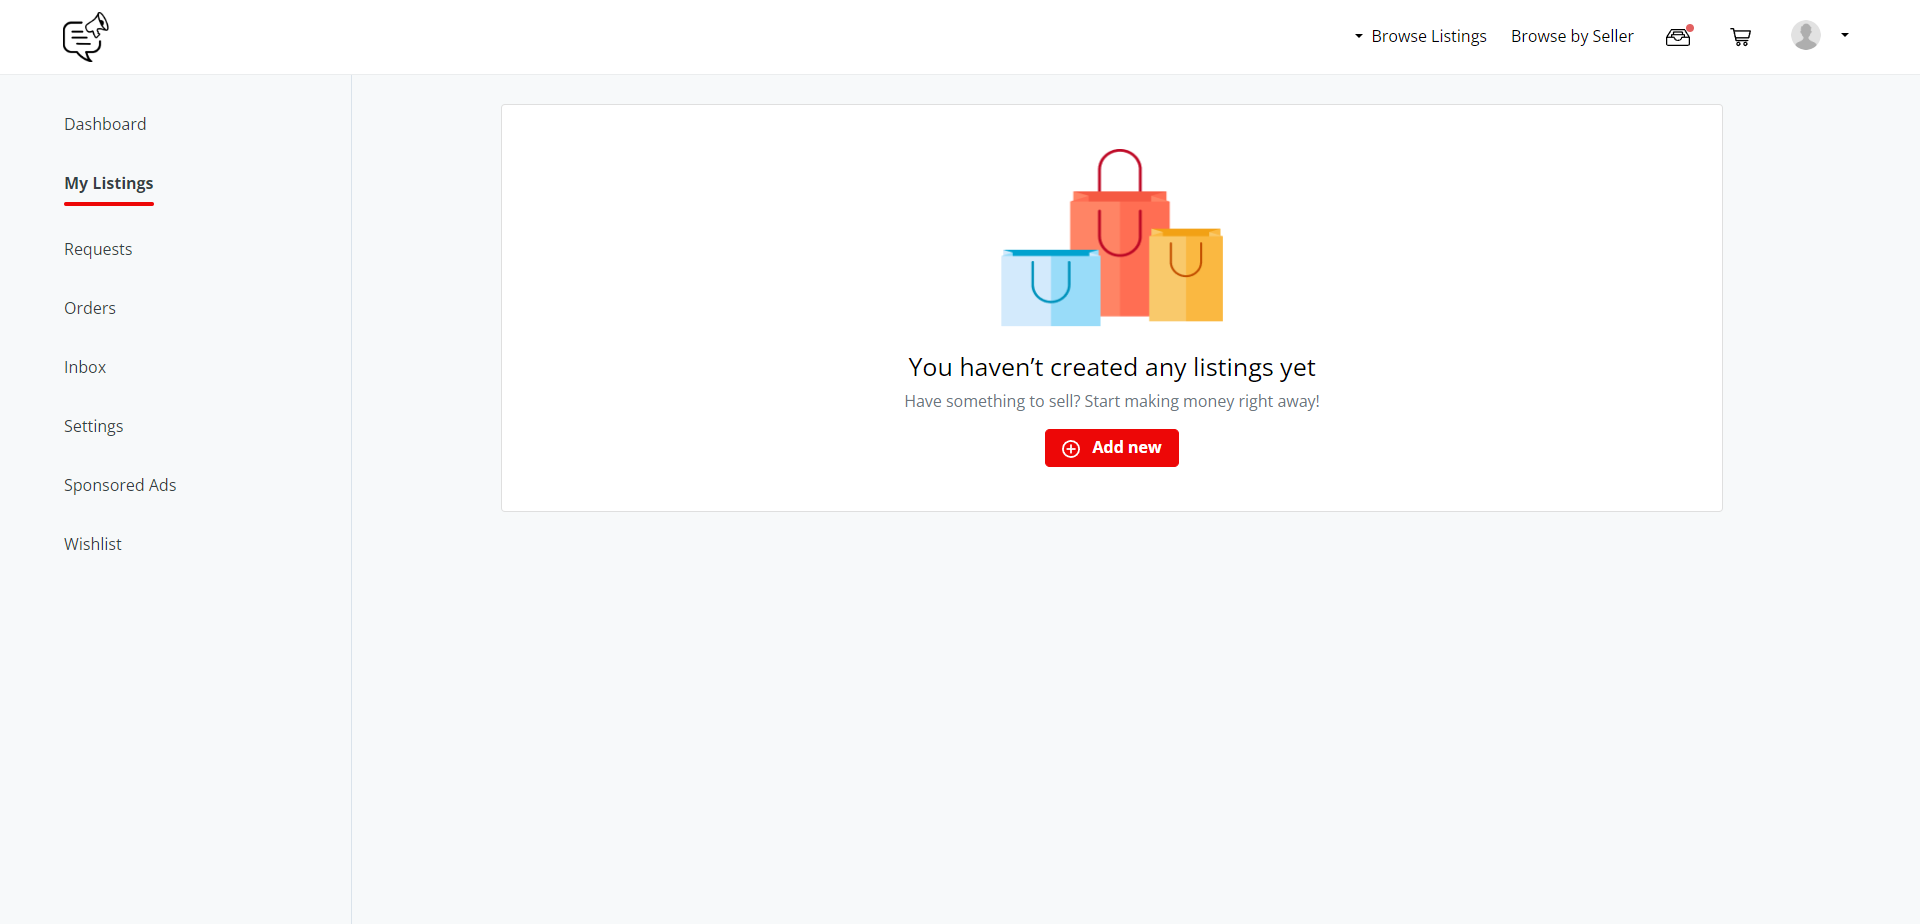 Browse Listings
Browse by Seller
Dashboard
My Listings
Requests
Orders
Inbox
Settings
Sponsored Ads
Wishlist
You haven’t created any listings yet
Have something to sell? Start making money right away!
Add new